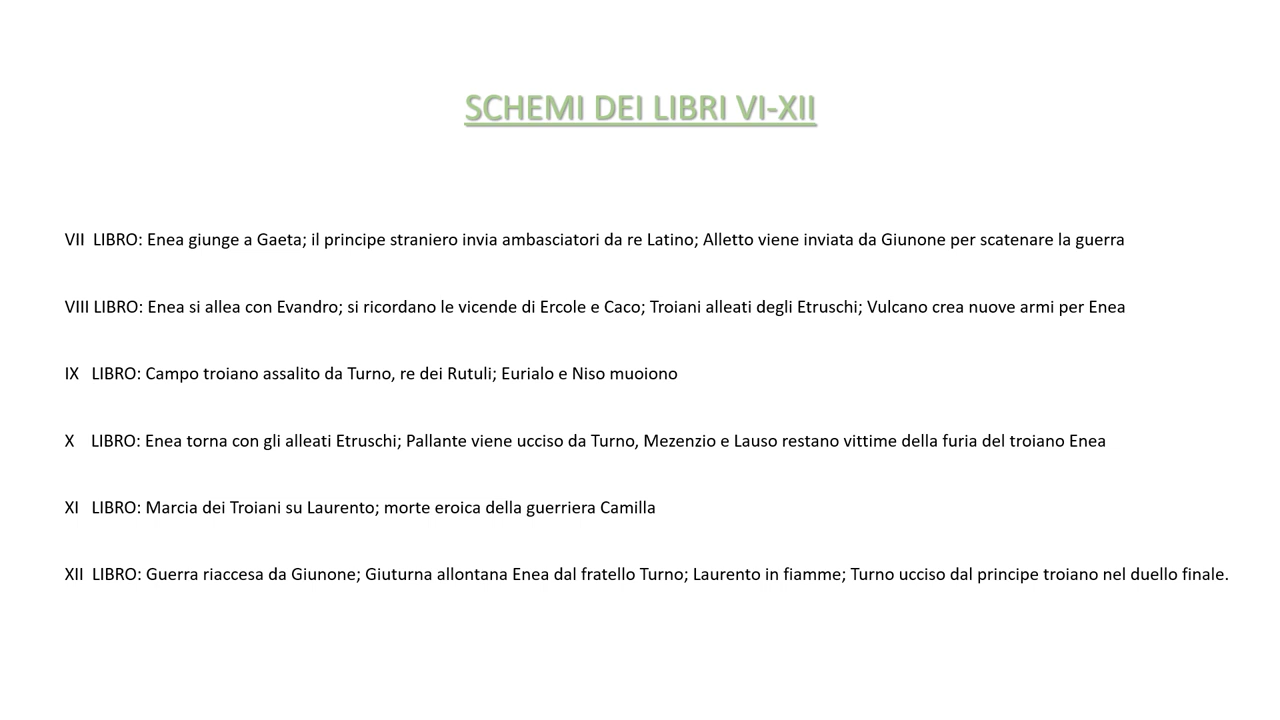 SCHEMI DEI LIBRI VI-XII
VII LIBRO: Enea giunge a Gaeta; il principe straniero invia ambasciatori da re Latino; Alletto viene inviata da Giunone per scatenare la guerra
VIII LIBRO: Enea si allea con Evandro; si ricordano le vicende di Ercole e Caco; Troiani alleati degli Etruschi; Vulcano crea nuove armi per Enea
IX LIBRO: Campo troiano assalito da Turno, re dei Rutuli; Eurialo e Niso muoiono
X LIBRO: Enea torna con gli alleati Etruschi; Pallante viene ucciso da Turno, Mezenzio e Lauso restano vittime della furia del troiano Enea
XI LIBRO: Marcia dei Troiani su Laurento; morte eroica della guerriera Camilla
XII LIBRO: Guerra riaccesa da Giunone; Giuturna allontana Enea dal fratello Turno; Laurento in fiamme; Turno ucciso dal principe troiano nel duello finale.